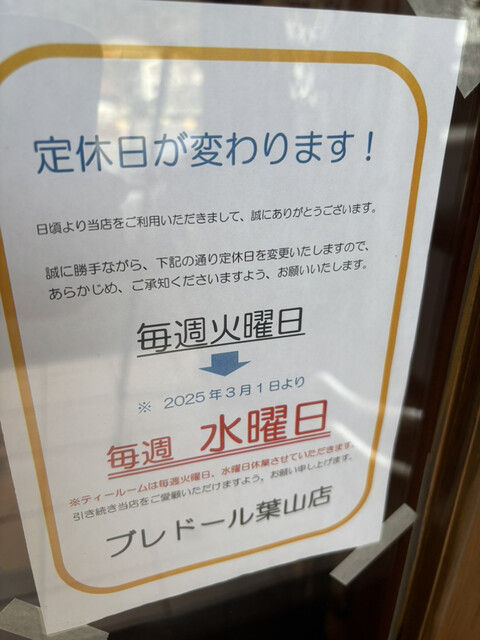 定休日が変わります！
日頃より当店をご利用いただきまして、誠にありがとうございます。
誠に勝手ながら、下記の通り定休日を変更いたしますので、
あらかじめ、ご承知くださいますよう、お願いいたします。
毎週火曜日
※ 2025年3月1日より
毎週 水曜日
※ティールームは毎週火曜日、水曜日休業させていただきます。
引き続き当店をご愛顧いただけますよう。お願い申し上げます。
ブレドール葉山店